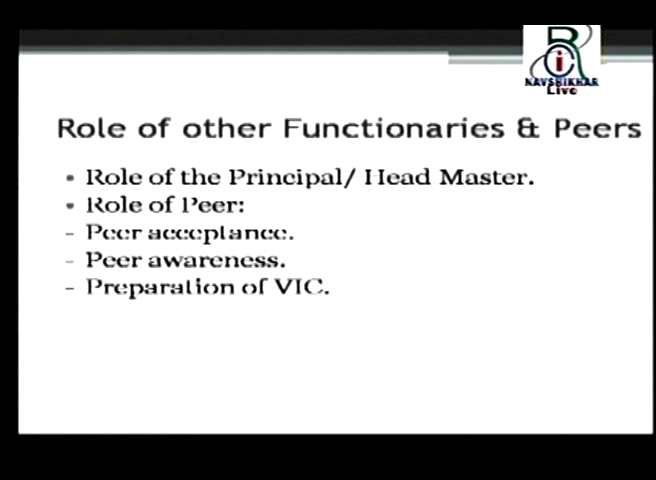 RCi
NAVSHIKHAR
Live
Role of other Functionaries & Peers
• Role of the Principal/ Head Master.
• Role of Peer:
- Peer acceptance.
- Peer awareness.
- Preparation of VIC.